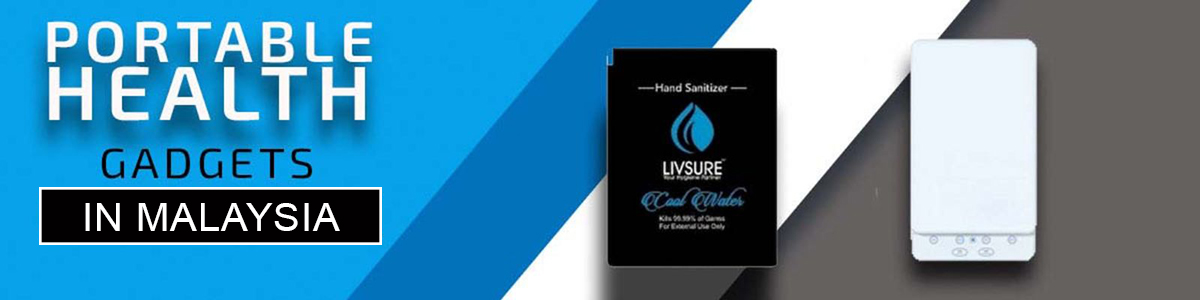 PORTABLE
HEALTH
GADGETS
IN MALAYSIA
Hand Sanitizer
LIVSURE™
Your Hygiene Partner
Cool Water
Kills 99.99% of Germs
For External Use Only